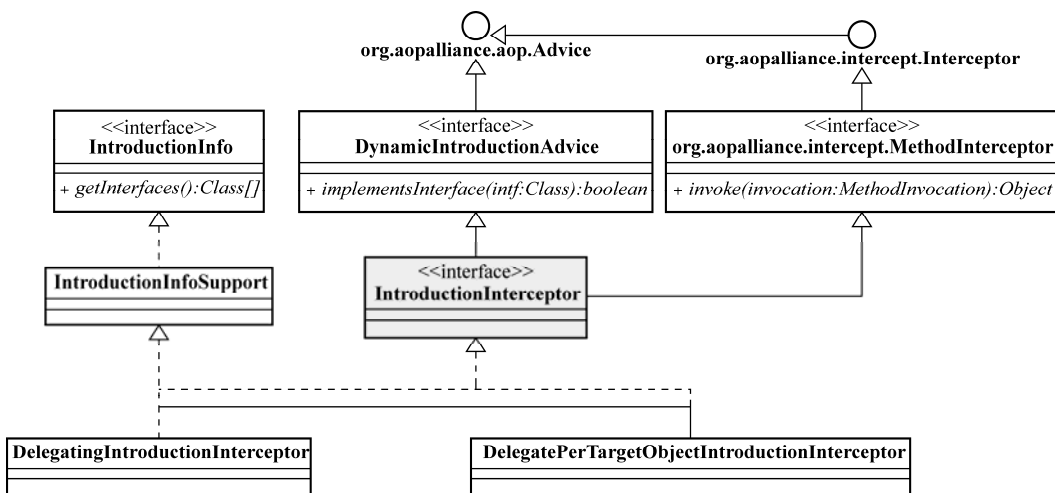 org.aopalliance.aop.Advice
org.aopalliance.intercept.Interceptor
<<interface>>
IntroductionInfo
+ getInterfaces():Class[]
<<interface>>
DynamicIntroductionAdvice
+ implementsInterface(intf:Class):boolean
<<interface>>
org.aopalliance.intercept.MethodInterceptor
+ invoke(invocation:MethodInvocation):Object
IntroductionInfoSupport
<<interface>>
IntroductionInterceptor
DelegatingIntroductionInterceptor
DelegatePerTargetObjectIntroductionInterceptor